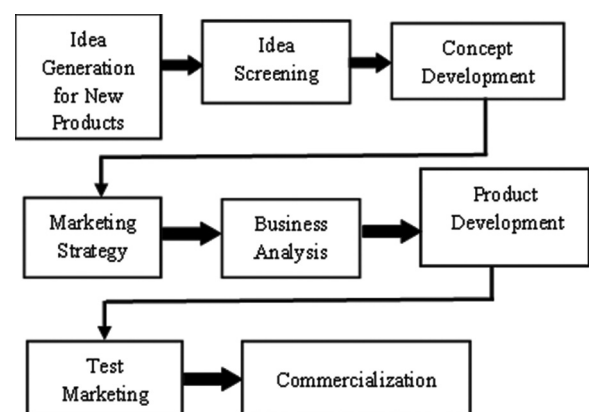 Idea
Generation
for New
Products
Idea
Screening
Concept
Development
Marketing
Strategy
Business
Analysis
Product
Development
Test
Marketing
Commercialization